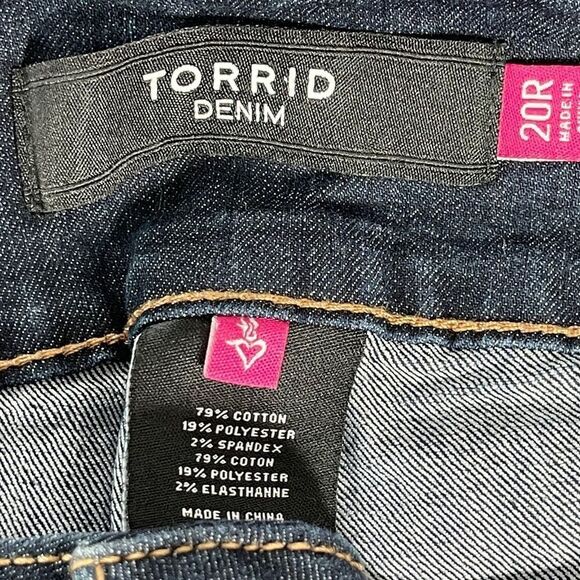 TORRID
DENIM
20R
MADE IN
79% COTTON
19% POLYESTER
2% SPANDEX
79% COTON
19% POLYESTER
2% ELASTHANNE
MADE IN CHINA